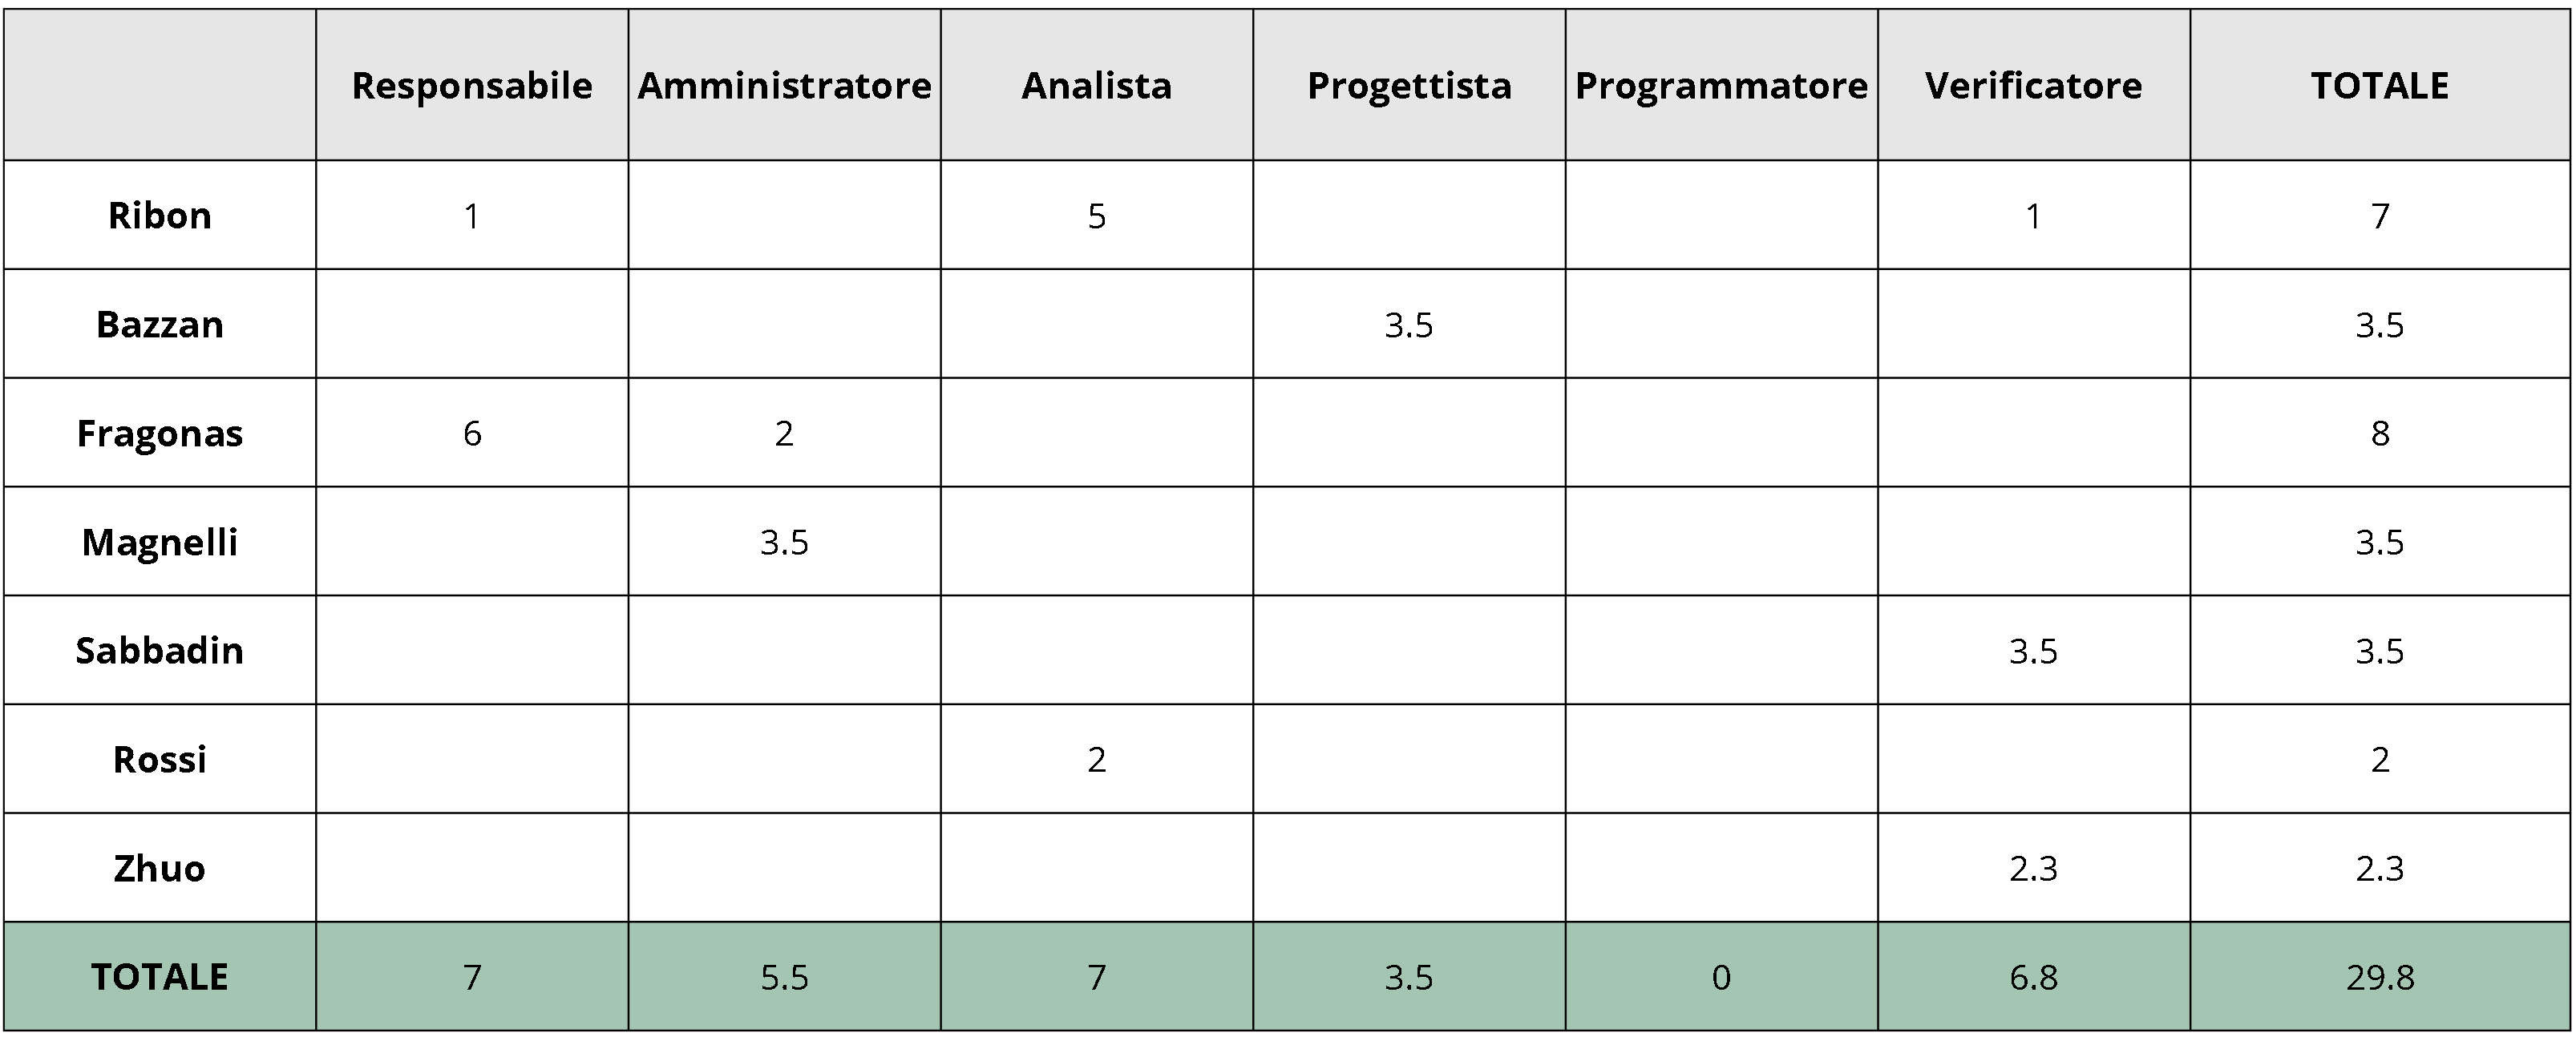 Responsabile Amministratore Analista Progettista Programmatore Verificatore TOTALE
Ribon 1 5 1 7
Bazzan 3.5 3.5
Fragonas 6 2 8
Magnelli 3.5 3.5
Sabbadin 3.5 3.5
Rossi 2 2
Zhuo 2.3 2.3
TOTALE 7 5.5 7 3.5 0 6.8 29.8